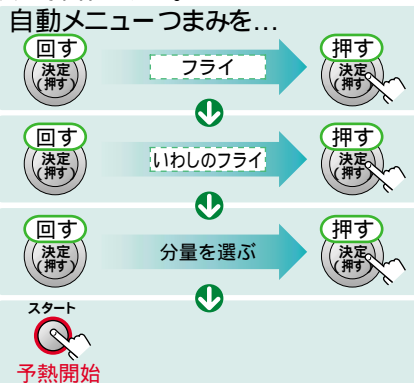 自動メニューつまみを…
回す
決定
(押す)
フライ
押す
決定
(押す)
回す
決定
(押す)
いわしのフライ
押す
決定
(押す)
回す
決定
(押す)
分量を選ぶ
押す
決定
(押す)
スタート
予熱開始